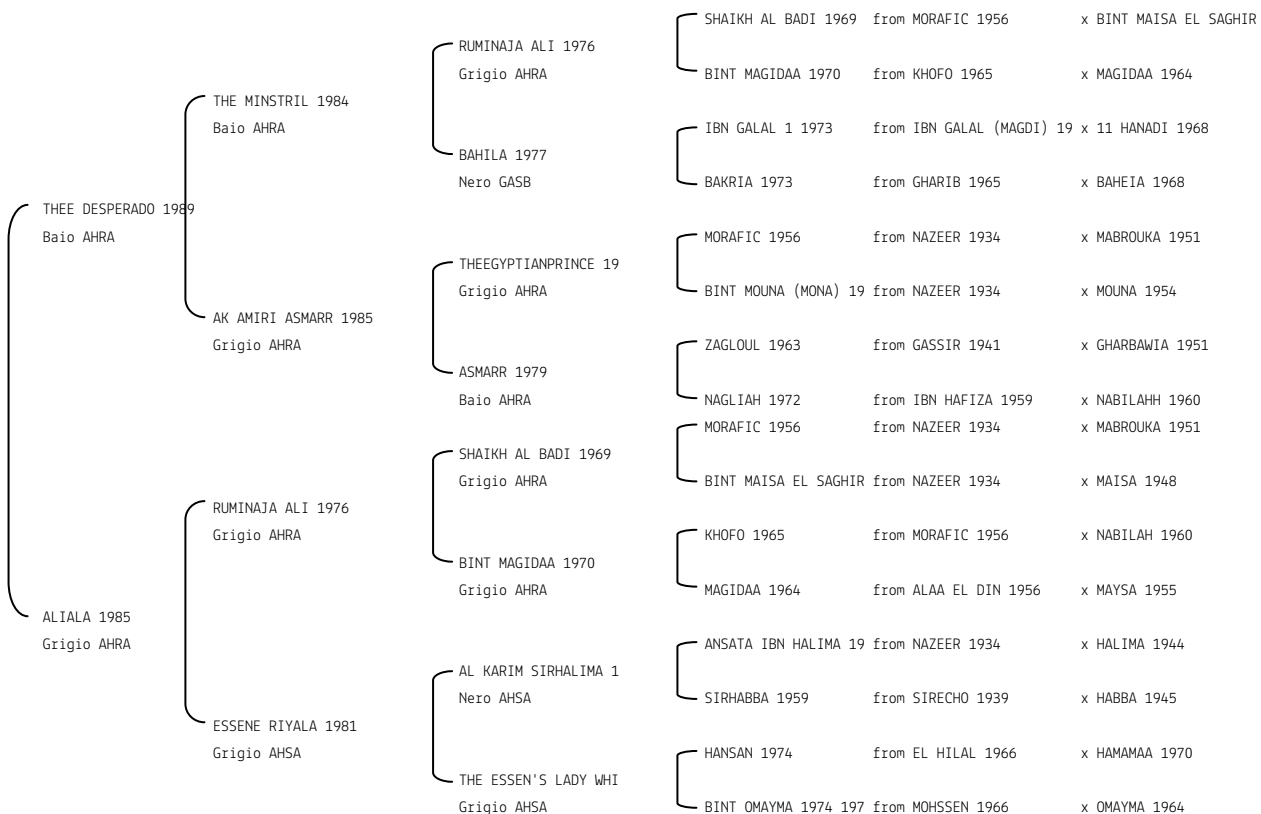 SHAIKH AL BADI 1969 from MORAFIC 1956 x BINT MAISA EL SAGHIR
RUMINAJA ALI 1976
Grigio AHRA
BINT MAGIDAA 1970 from KHOFO 1965 x MAGIDAA 1964
THE MINSTRIL 1984
Baio AHRA
IBN GALAL 1 1973 from IBN GALAL (MAGDI) 19 x 11 HANADI 1968
BAHILA 1977
Nero GASB
BAKRIA 1973 from GHARIB 1965 x BAHEIA 1968
THEE DESPERADO 1989
Baio AHRA
MORAFIC 1956 from NAZEER 1934 x MABROUKA 1951
THEEGYPTIANPRINCE 19
Grigio AHRA
BINT MOUNA (MONA) 19 from NAZEER 1934 x MOUNA 1954
AK AMIRI ASMARR 1985
Grigio AHRA
ZAGLOUL 1963 from GASSIR 1941 x GHARBAWIA 1951
ASMARR 1979
Baio AHRA
NAGLIAH 1972 from IBN HAFIZA 1959 x NABILAHH 1960
MORAFIC 1956 from NAZEER 1934 x MABROUKA 1951
SHAIKH AL BADI 1969
Grigio AHRA
BINT MAISA EL SAGHIR from NAZEER 1934 x MAISA 1948
RUMINAJA ALI 1976
Grigio AHRA
KHOFO 1965 from MORAFIC 1956 x NABILAH 1960
BINT MAGIDAA 1970
Grigio AHRA
MAGIDAA 1964 from ALAA EL DIN 1956 x MAYSA 1955
ALIALA 1985
Grigio AHRA
ANSATA IBN HALIMA 19 from NAZEER 1934 x HALIMA 1944
AL KARIM SIRHALIMA 1
Nero AHSA
SIRHABBA 1959 from SIRECHO 1939 x HABBA 1945
ESSENE RIYALA 1981
Grigio AHSA
HANSAN 1974 from EL HILAL 1966 x HAMAMAA 1970
THE ESSEN'S LADY WHI
Grigio AHSA
BINT OMAYMA 1974 197 from MOHSSEN 1966 x OMAYMA 1964